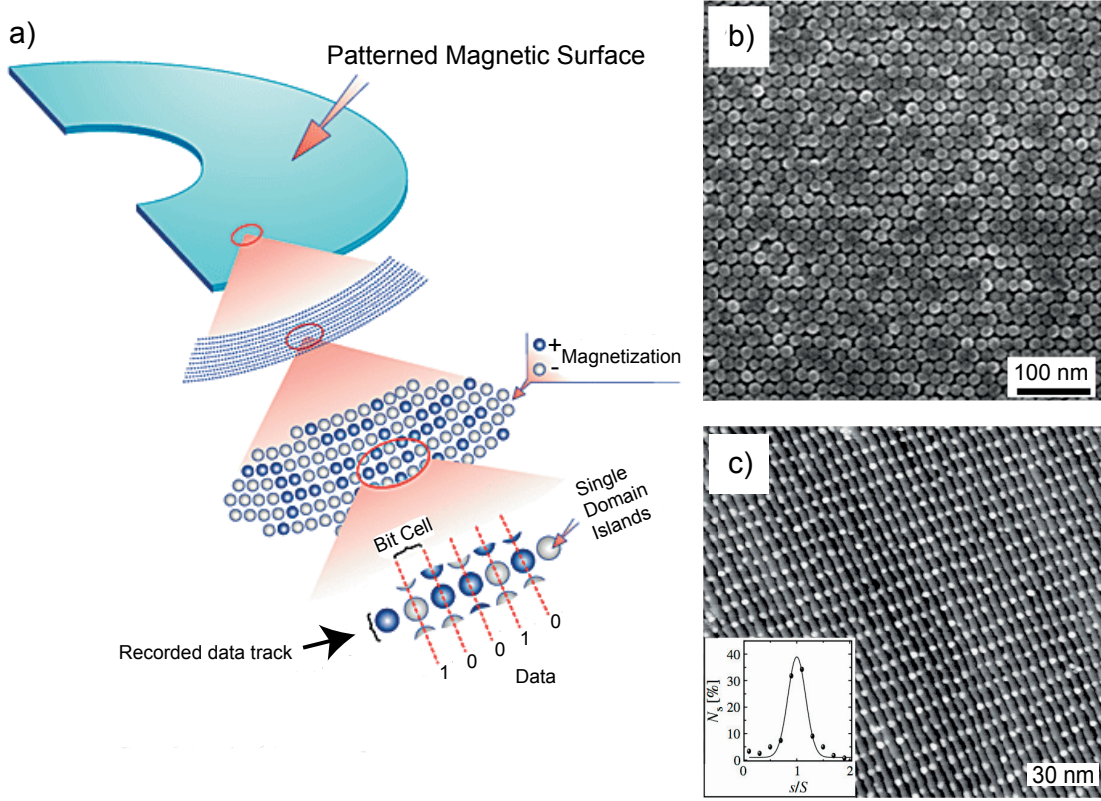 a)
Patterned Magnetic Surface
+
-
Magnetization
Single
Domain
Islands
Bit Cell
Recorded data track
1
0
0
1
0
Data
b)
100 nm
c)
N_s [%]
40
30
20
10
0
0
1
2
s/S
30 nm